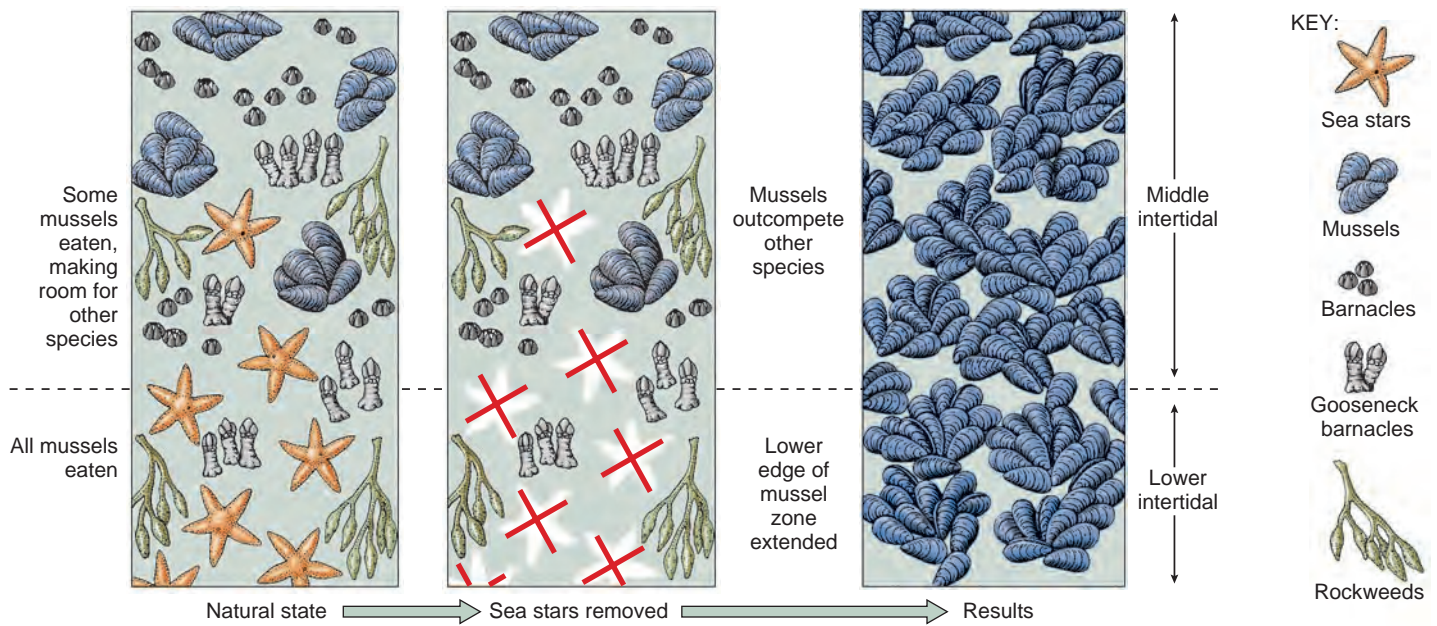 Some
mussels
eaten,
making
room for
other
species
All mussels
eaten
Mussels
outcompete
other
species
Lower
edge of
mussel
zone
extended
Middle
intertidal
Lower
intertidal
KEY:
Sea stars
Mussels
Barnacles
Gooseneck
barnacles
Rockweeds
Natural state
Sea stars removed
Results